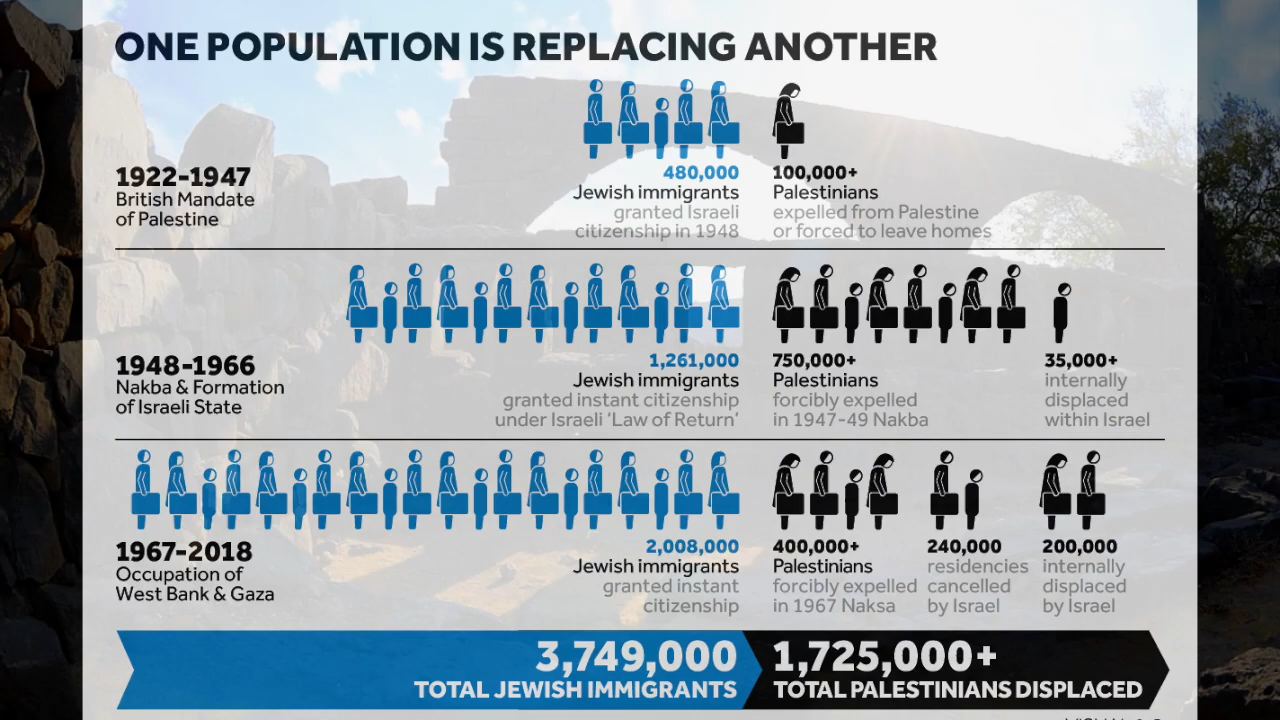 ONE POPULATION IS REPLACING ANOTHER
1922-1947
British Mandate
of Palestine
480,000
Jewish immigrants
granted Israeli
citizenship in 1948
100,000+
Palestinians
expelled from Palestine
or forced to leave homes
1948-1966
Nakba & Formation
of Israeli State
1,261,000
Jewish immigrants
granted instant citizenship
under Israeli ‘Law of Return’
750,000+
Palestinians
forcibly expelled
in 1947-49 Nakba
35,000+
internally
displaced
within Israel
1967-2018
Occupation of
West Bank & Gaza
2,008,000
Jewish immigrants
granted instant
citizenship
400,000+
Palestinians
forcibly expelled
in 1967 Naksa
240,000
residencies
cancelled
by Israel
200,000
internally
displaced
by Israel
3,749,000
TOTAL JEWISH IMMIGRANTS
1,725,000+
TOTAL PALESTINIANS DISPLACED